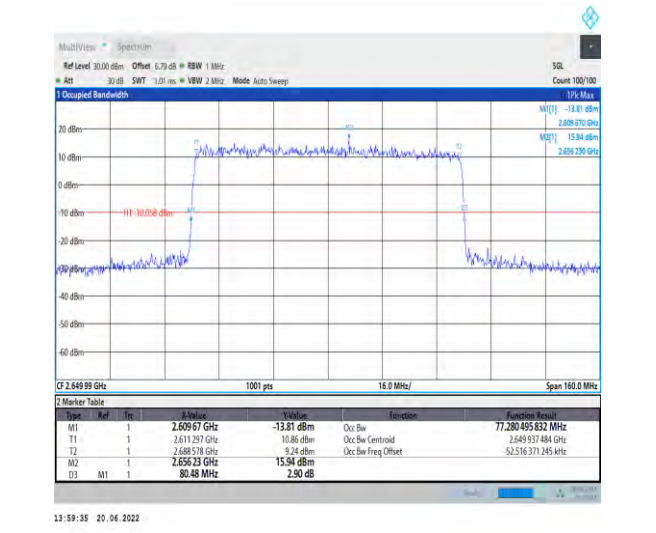 MultiView Spectrum
Ref Level 30.00 dBm Offset 6.79 dB RBW 1 MHz SGL
Att 30 dB SWT 1.01 ms VBW 2 MHz Mode Auto Sweep Count 100/100
1 Occupied Bandwidth 1Pk Max
M1[1] -13.81 dBm
2.609 670 GHz
M2[1] 15.94 dBm
2.656 230 GHz
20 dBm
10 dBm
0 dBm
-10 dBm
-20 dBm
-30 dBm
-40 dBm
-50 dBm
-60 dBm
T1
T2
M1
CF 2.649 99 GHz 1001 pts 16.0 MHz/ Span 160.0 MHz
2 Marker Table
Type Ref Trc X-Value Y-Value Function Function Result
M1 1 2.609 67 GHz -13.81 dBm Occ Bw 77.280 495 832 MHz
T1 1 2.611 297 GHz 10.86 dBm Occ Bw Centroid 2.649 937 484 GHz
T2 1 2.688 578 GHz 9.24 dBm Occ Bw Freq Offset -52.516 371 245 kHz
M2 1 2.656 23 GHz 15.94 dBm
D3 M1 1 80.48 MHz 2.90 dB
13:59:35 20.06.2022